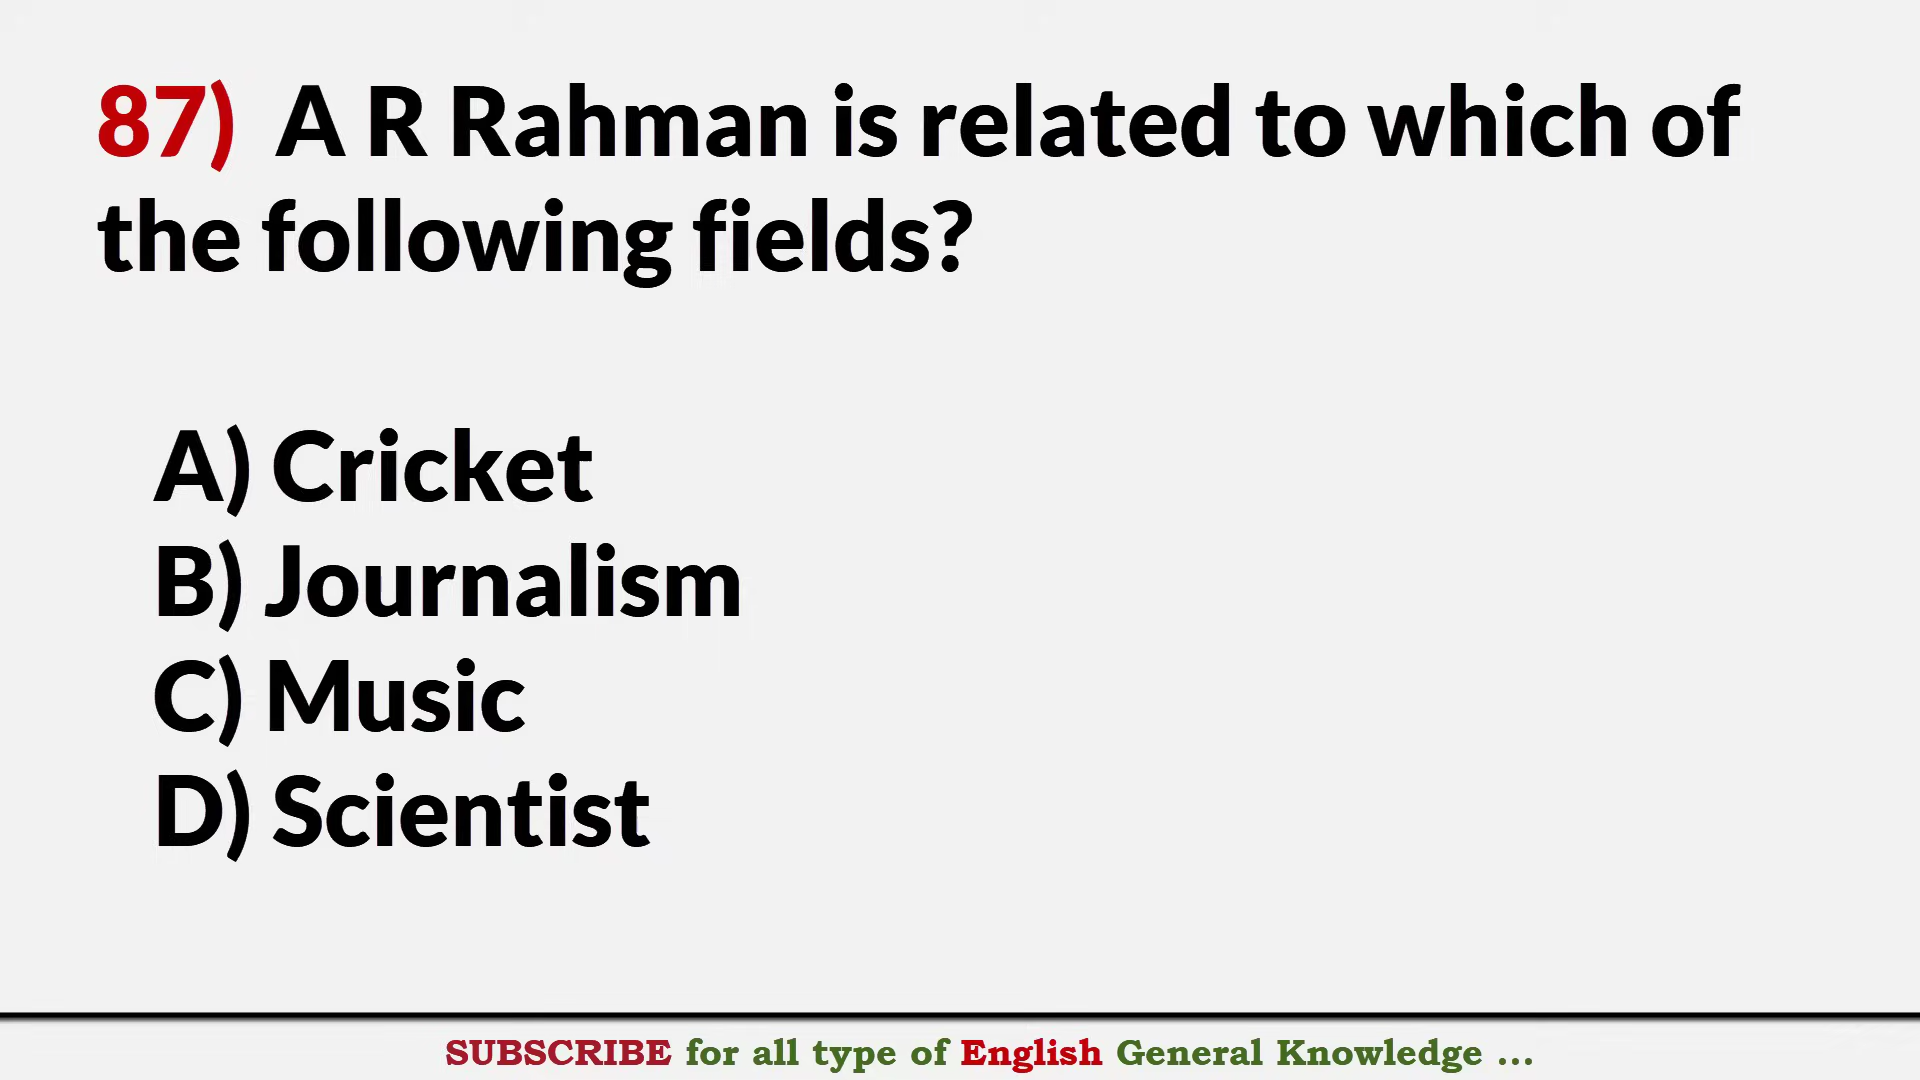 87) A R Rahman is related to which of
the following fields?
A) Cricket
B) Journalism
C) Music
D) Scientist
SUBSCRIBE for all type of English General Knowledge ...